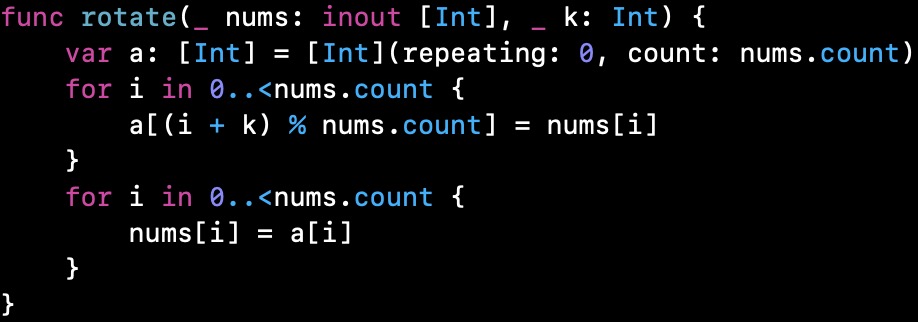 func rotate(_ nums: inout [Int], _ k: Int) {
    var a: [Int] = [Int](repeating: 0, count: nums.count)
    for i in 0..<nums.count {
        a[(i + k) % nums.count] = nums[i]
    }
    for i in 0..<nums.count {
        nums[i] = a[i]
    }
}